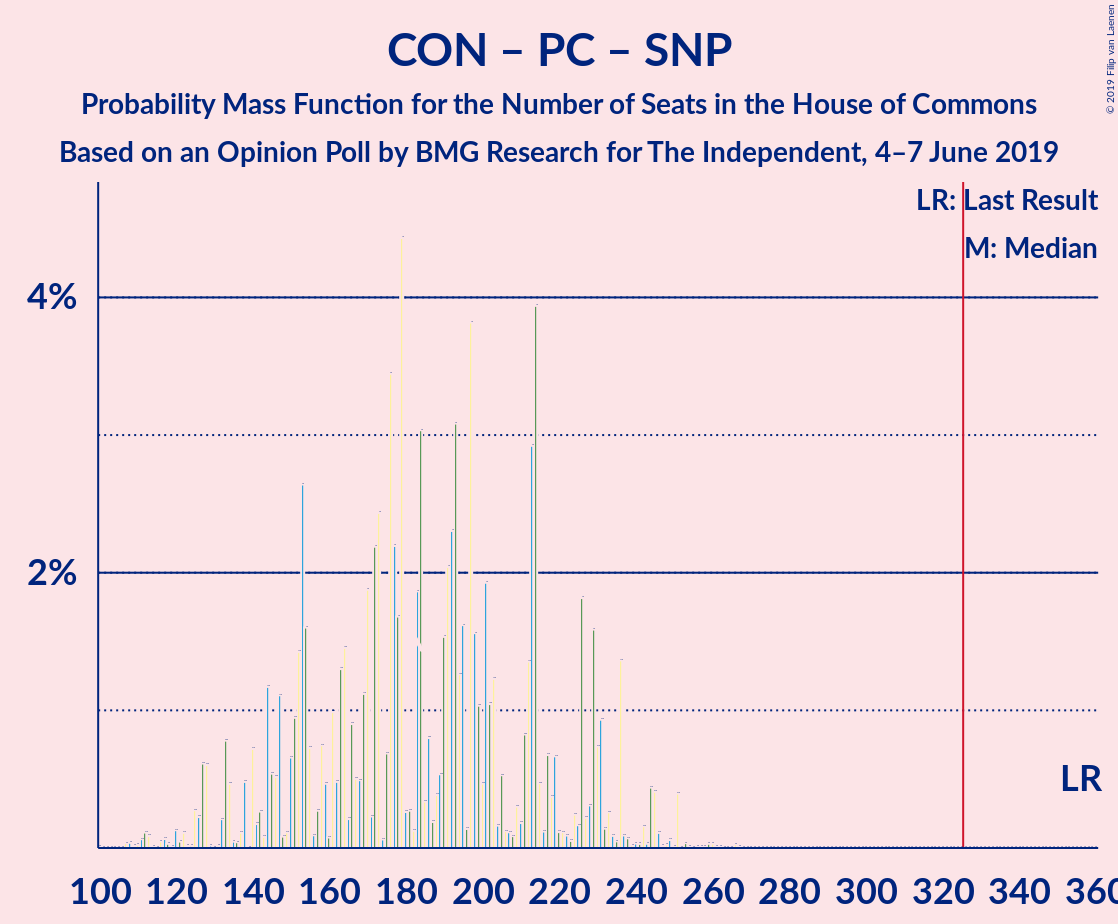 CON – PC – SNP
Probability Mass Function for the Number of Seats in the House of Commons
Based on an Opinion Poll by BMG Research for The Independent, 4–7 June 2019
© 2019 Filip van Laenen
LR: Last Result
M: Median
4%
2%
LR
100 120 140 160 180 200 220 240 260 280 300 320 340 360